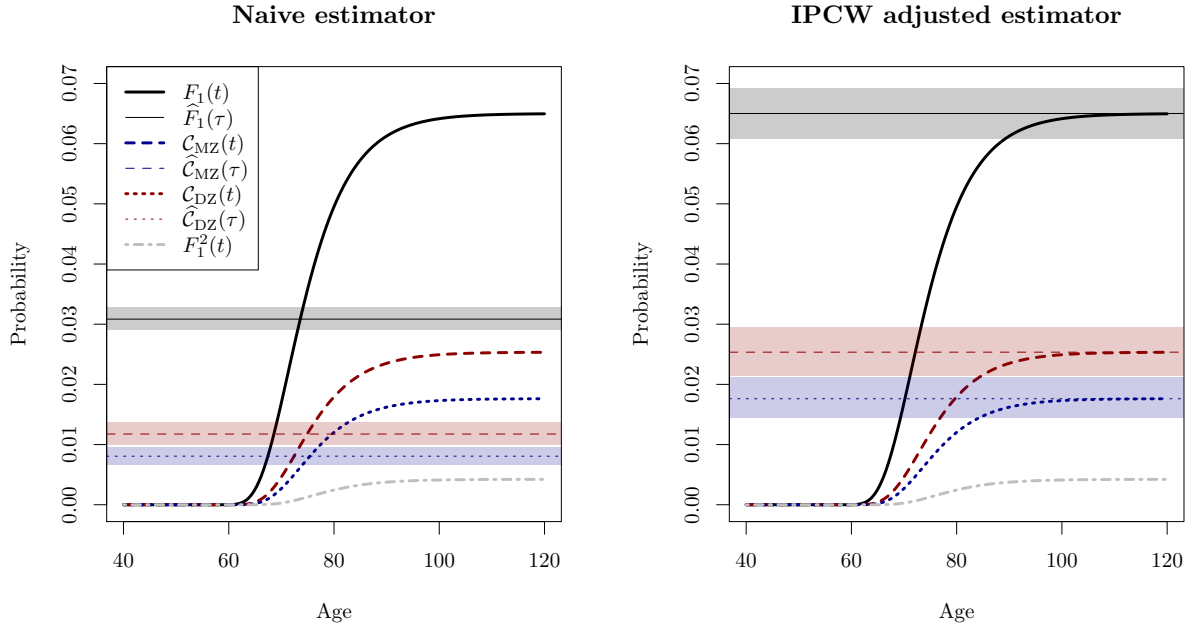 Naive estimator
Probability
0.00 0.01 0.02 0.03 0.04 0.05 0.06 0.07
F₁(t)
F̂₁(τ)
𝒞_MZ(t)
𝒞̂_MZ(τ)
𝒞_DZ(t)
𝒞̂_DZ(τ)
F₁²(t)
40 60 80 100 120
Age
IPCW adjusted estimator
Probability
0.00 0.01 0.02 0.03 0.04 0.05 0.06 0.07
40 60 80 100 120
Age